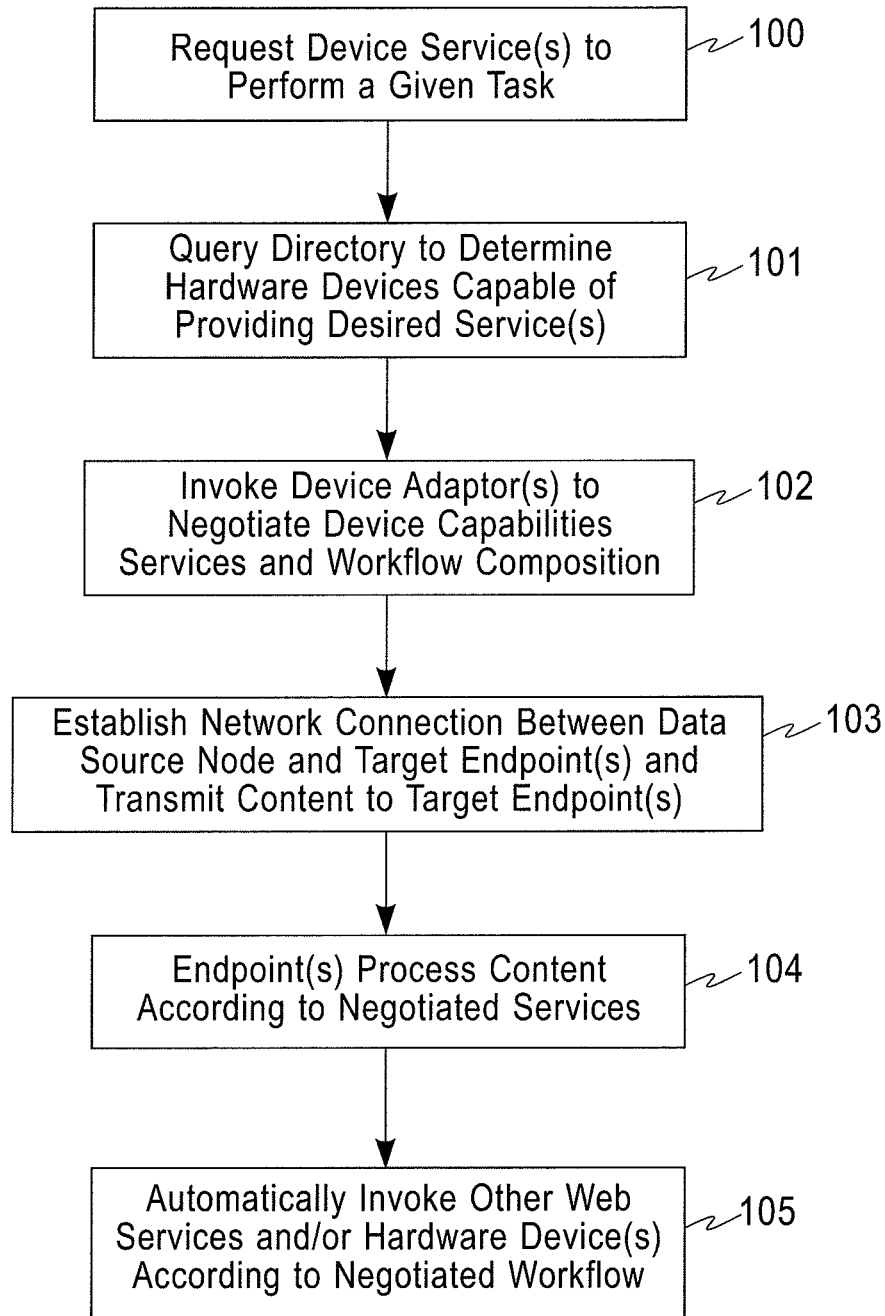 Request Device Service(s) to
Perform a Given Task
100
Query Directory to Determine
Hardware Devices Capable of
Providing Desired Service(s)
101
Invoke Device Adaptor(s) to
Negotiate Device Capabilities
Services and Workflow Composition
102
Establish Network Connection Between Data
Source Node and Target Endpoint(s) and
Transmit Content to Target Endpoint(s)
103
Endpoint(s) Process Content
According to Negotiated Services
104
Automatically Invoke Other Web
Services and/or Hardware Device(s)
According to Negotiated Workflow
105